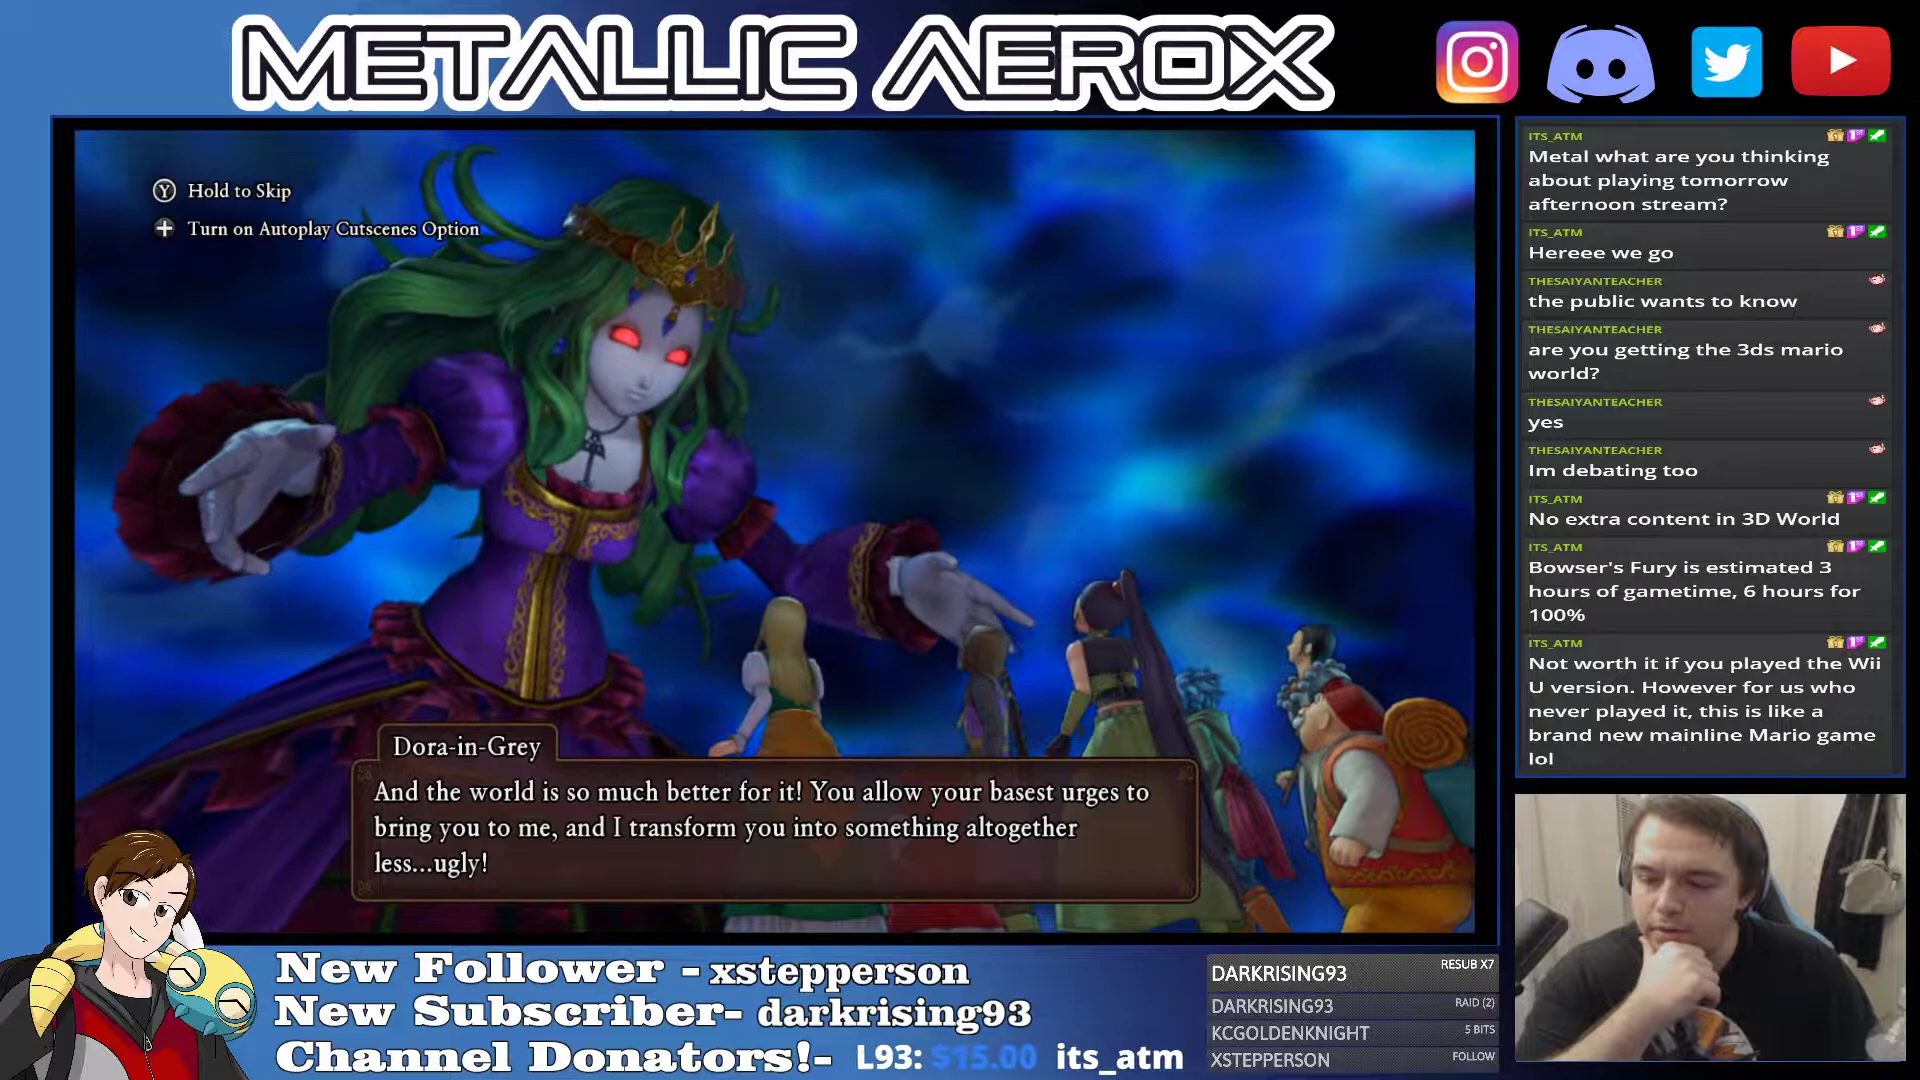 METALLIC AEROX
Y Hold to Skip
+ Turn on Autoplay Cutscenes Option
Dora-in-Grey
And the world is so much better for it! You allow your basest urges to
bring you to me, and I transform you into something altogether
less...ugly!
ITS_ATM
Metal what are you thinking
about playing tomorrow
afternoon stream?
ITS_ATM
Hereee we go
THESAIYANTEACHER
the public wants to know
THESAIYANTEACHER
are you getting the 3ds mario
world?
THESAIYANTEACHER
yes
THESAIYANTEACHER
Im debating too
ITS_ATM
No extra content in 3D World
ITS_ATM
Bowser's Fury is estimated 3
hours of gametime, 6 hours for
100%
ITS_ATM
Not worth it if you played the Wii
U version. However for us who
never played it, this is like a
brand new mainline Mario game
lol
New Follower - xstepperson
New Subscriber- darkrising93
Channel Donators!- L93: $15.00 its_atm
DARKRISING93 RESUB X7
DARKRISING93 RAID (2)
KCGOLDENKNIGHT 5 BITS
XSTEPPERSON FOLLOW